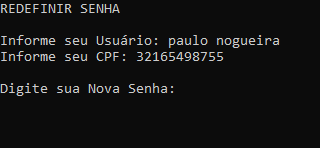 REDEFINIR SENHA
Informe seu Usuário: paulo nogueira
Informe seu CPF: 32165498755
Digite sua Nova Senha: